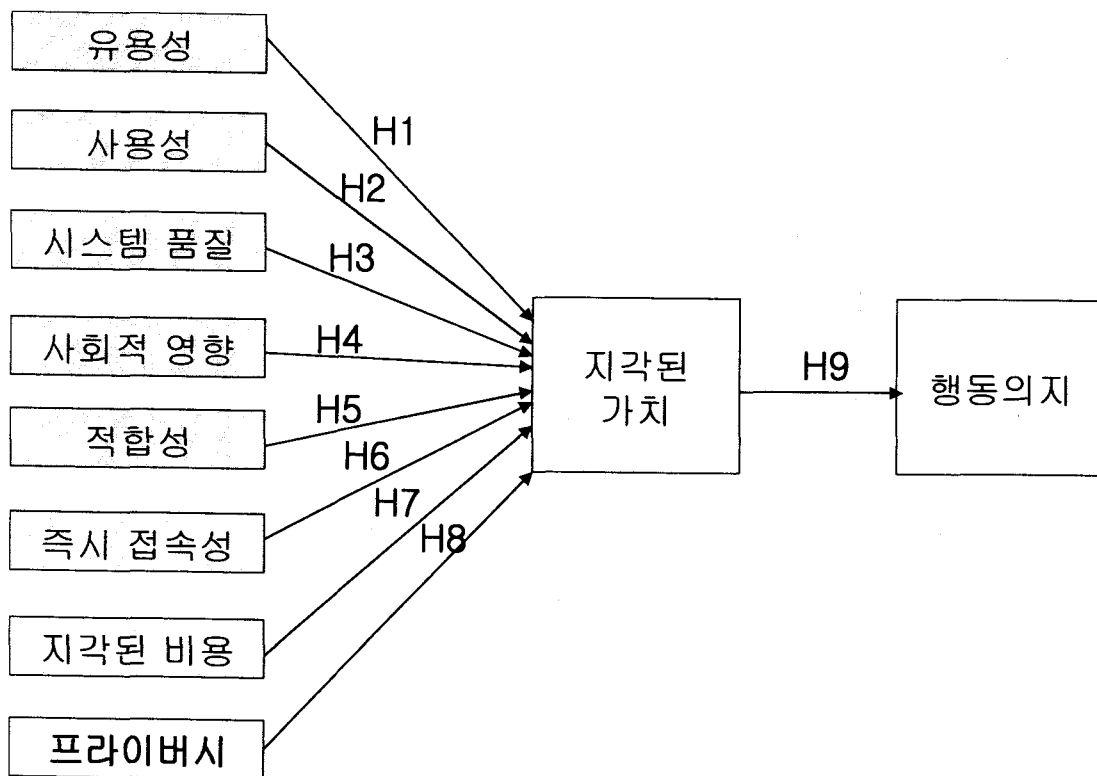 유용성
H1
사용성
H2
시스템 품질
H3
사회적 영향
H4
적합성
H5
즉시 접속성
H6
지각된 비용
H7
프라이버시
H8
지각된
가치
H9
행동의지